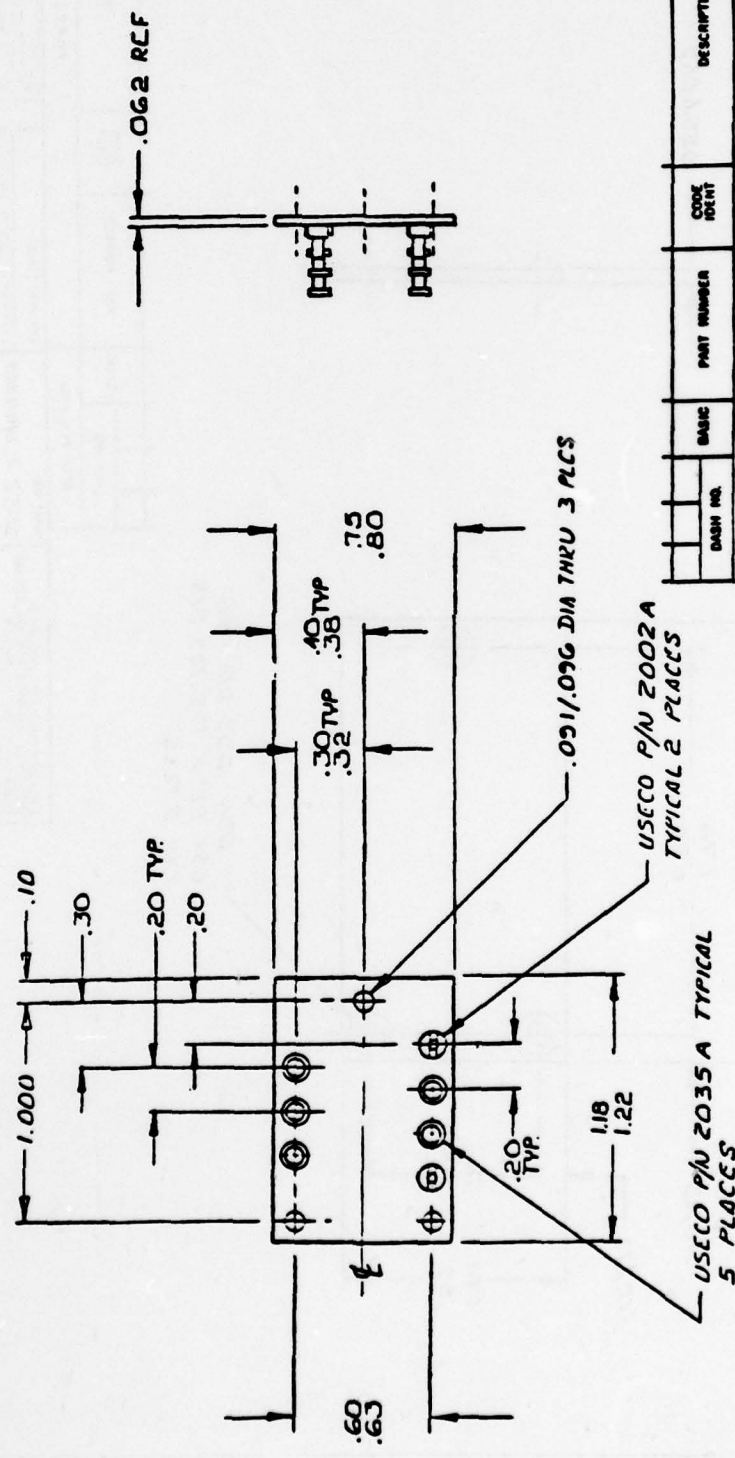 .062 REF
.10
.30
.20 TYP.
.20
1.000
.30 TYP
.32
.40 TYP
.38
.75
.80
.60
.63
℄
.20
TYP.
1.18
1.22
.091/.096 DIA THRU 3 PLCS
USECO P/N 2002A
TYPICAL 2 PLACES
USECO P/N 2035A TYPICAL
5 PLACES
DASH NO.
BASIC
PART NUMBER
CODE
IDENT
DESCRIPTI